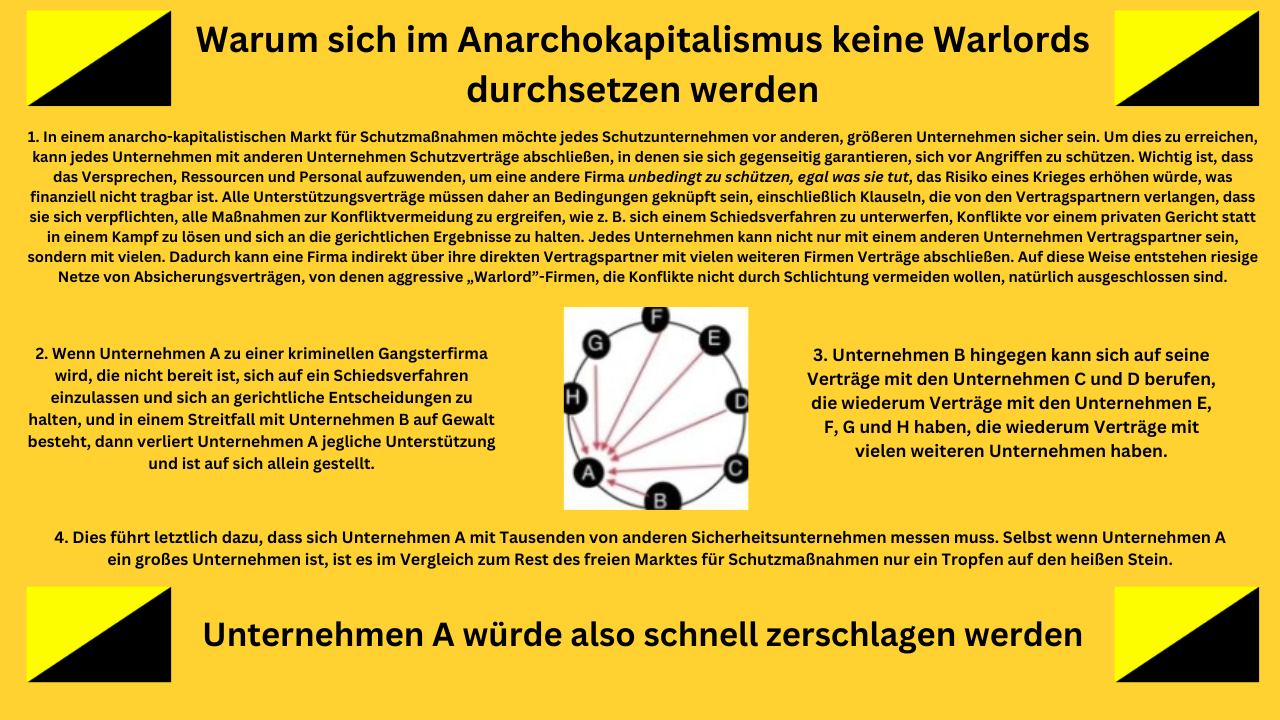 Warum sich im Anarchokapitalismus keine Warlords
durchsetzen werden
1. In einem anarcho-kapitalistischen Markt für Schutzmaßnahmen möchte jedes Schutzunternehmen vor anderen, größeren Unternehmen sicher sein. Um dies zu erreichen,
kann jedes Unternehmen mit anderen Unternehmen Schutzverträge abschließen, in denen sie sich gegenseitig garantieren, sich vor Angriffen zu schützen. Wichtig ist, dass
das Versprechen, Ressourcen und Personal aufzuwenden, um eine andere Firma unbedingt zu schützen, egal was sie tut, das Risiko eines Krieges erhöhen würde, was
finanziell nicht tragbar ist. Alle Unterstützungsverträge müssen daher an Bedingungen geknüpft sein, einschließlich Klauseln, die von den Vertragspartnern verlangen, dass
sie sich verpflichten, alle Maßnahmen zur Konfliktvermeidung zu ergreifen, wie z. B. sich einem Schiedsverfahren zu unterwerfen, Konflikte vor einem privaten Gericht statt
in einem Kampf zu lösen und sich an die gerichtlichen Ergebnisse zu halten. Jedes Unternehmen kann nicht nur mit einem anderen Unternehmen Vertragspartner sein,
sondern mit vielen. Dadurch kann eine Firma indirekt über ihre direkten Vertragspartner mit vielen weiteren Firmen Verträge abschließen. Auf diese Weise entstehen riesige
Netze von Absicherungsverträgen, von denen aggressive „Warlord”-Firmen, die Konflikte nicht durch Schlichtung vermeiden wollen, natürlich ausgeschlossen sind.
2. Wenn Unternehmen A zu einer kriminellen Gangsterfirma
wird, die nicht bereit ist, sich auf ein Schiedsverfahren
einzulassen und sich an gerichtliche Entscheidungen zu
halten, und in einem Streitfall mit Unternehmen B auf Gewalt
besteht, dann verliert Unternehmen A jegliche Unterstützung
und ist auf sich allein gestellt.
F
G
E
H
D
A
C
B
3. Unternehmen B hingegen kann sich auf seine
Verträge mit den Unternehmen C und D berufen,
die wiederum Verträge mit den Unternehmen E,
F, G und H haben, die wiederum Verträge mit
vielen weiteren Unternehmen haben.
4. Dies führt letztlich dazu, dass sich Unternehmen A mit Tausenden von anderen Sicherheitsunternehmen messen muss. Selbst wenn Unternehmen A
ein großes Unternehmen ist, ist es im Vergleich zum Rest des freien Marktes für Schutzmaßnahmen nur ein Tropfen auf den heißen Stein.
Unternehmen A würde also schnell zerschlagen werden